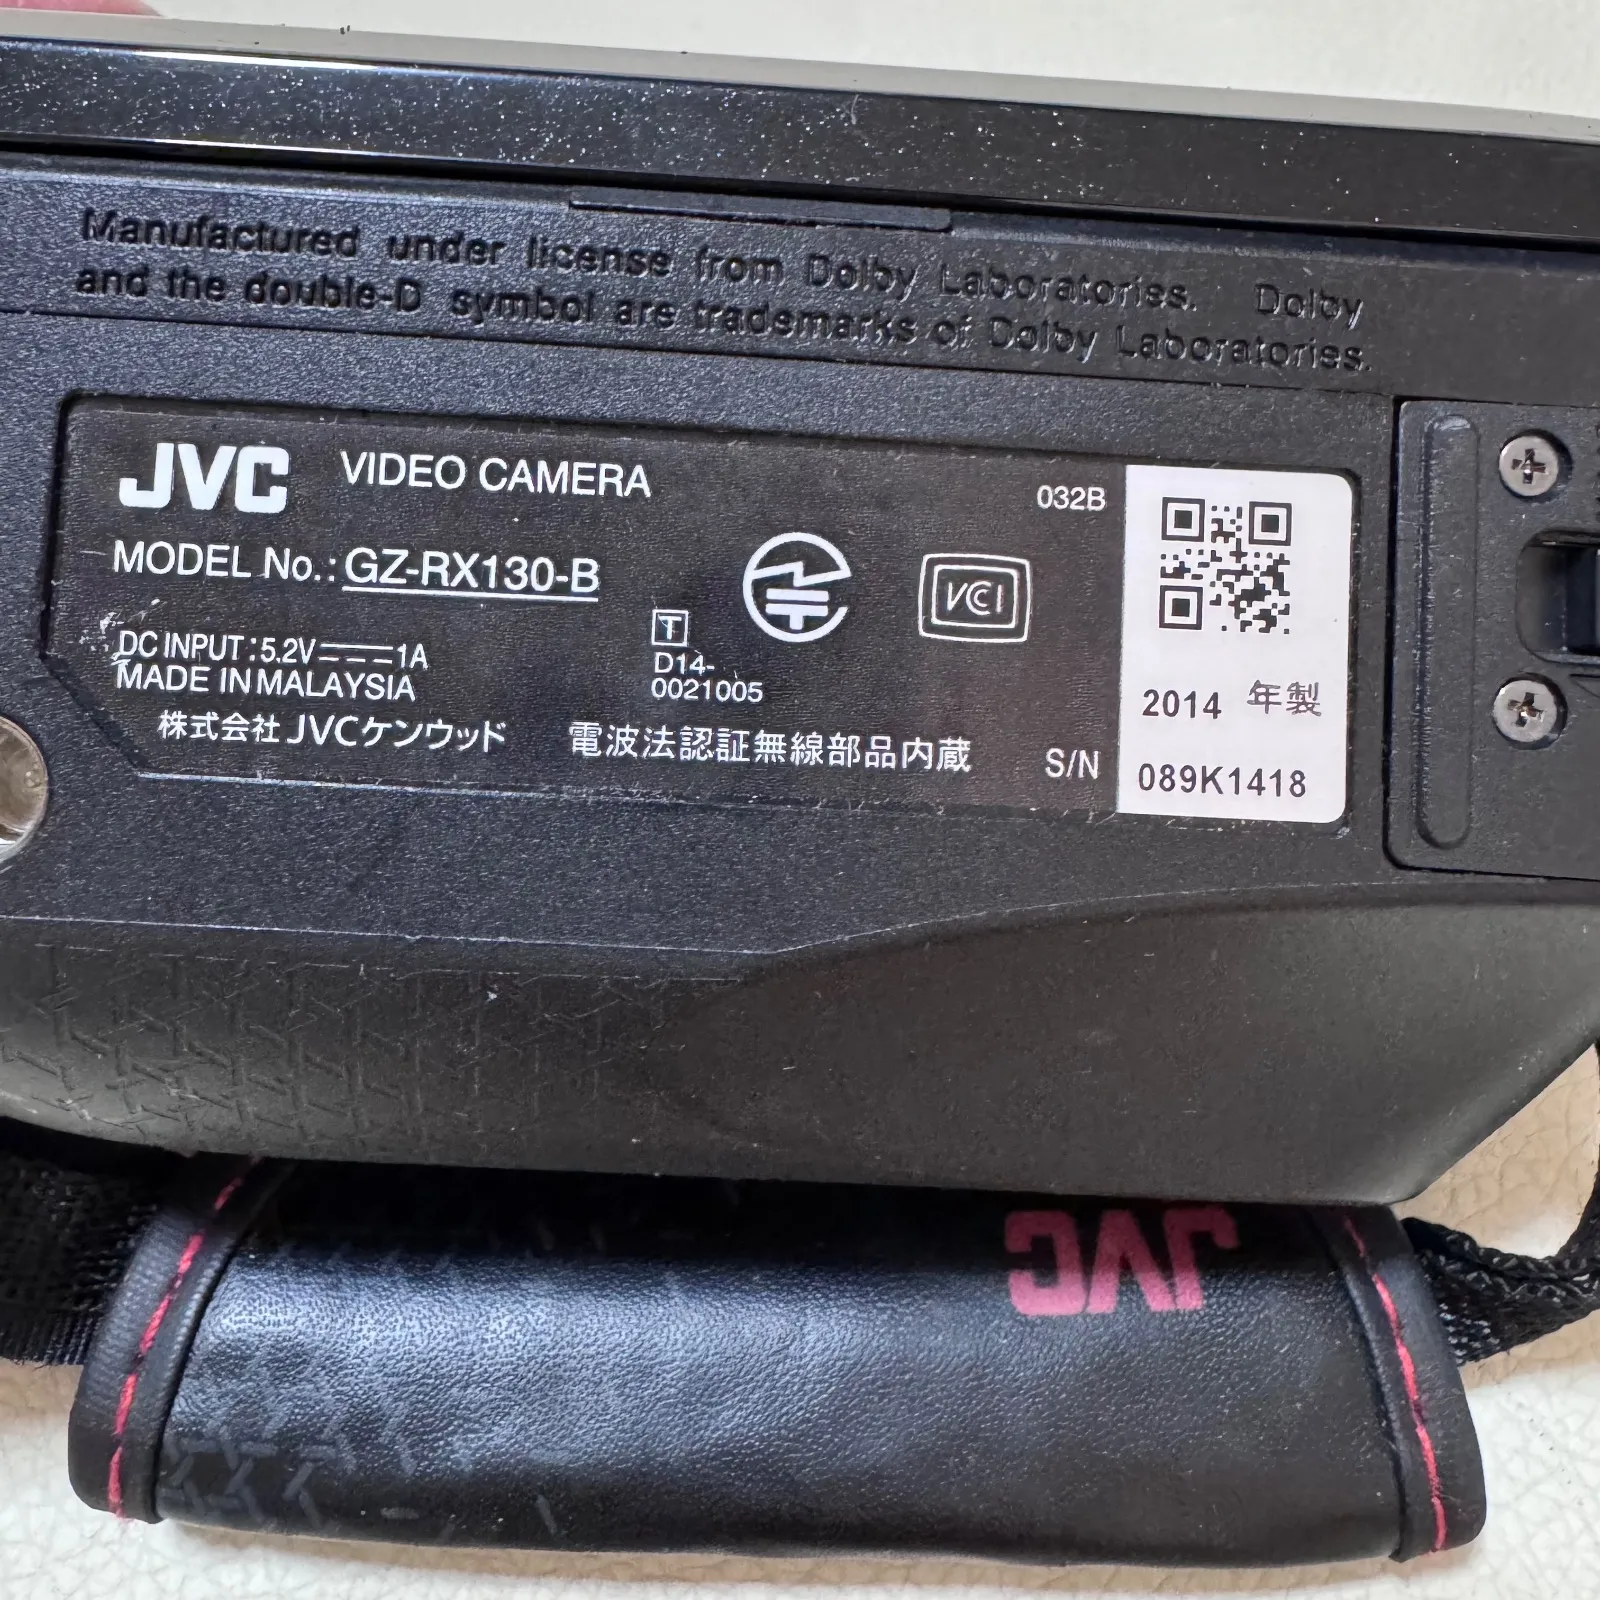 Manufactured under license from Dolby Laboratories. Dolby
and the double-D symbol are trademarks of Dolby Laboratories.
JVC VIDEO CAMERA
032B
MODEL No.: GZ-RX130-B
VCI
DC INPUT : 5.2V 1A
MADE IN MALAYSIA
T
D14-
0021005
株式会社 JVCケンウッド
電波法認証無線部品内蔵
2014 年製
S/N 089K1418
JVC